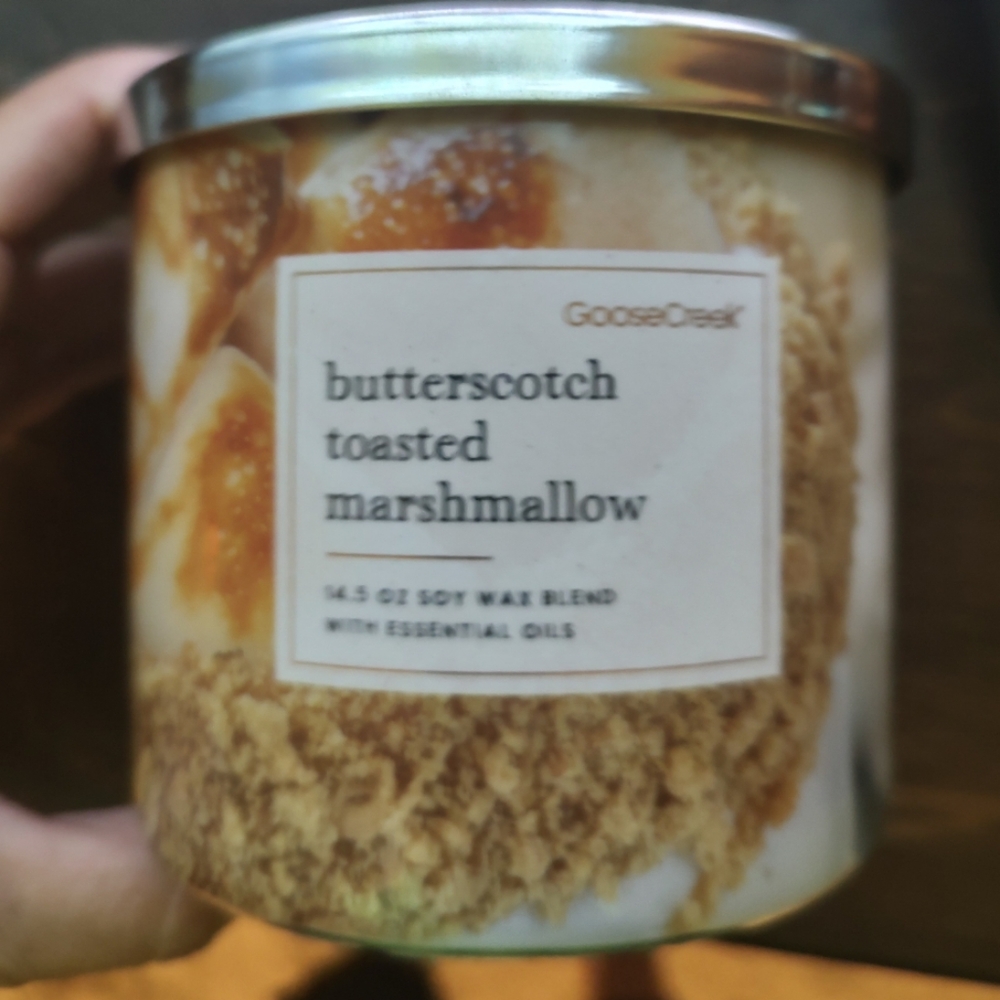 GooseCreek
butterscotch
toasted
marshmallow
14.5 OZ SOY WAX BLEND
WITH ESSENTIAL OILS